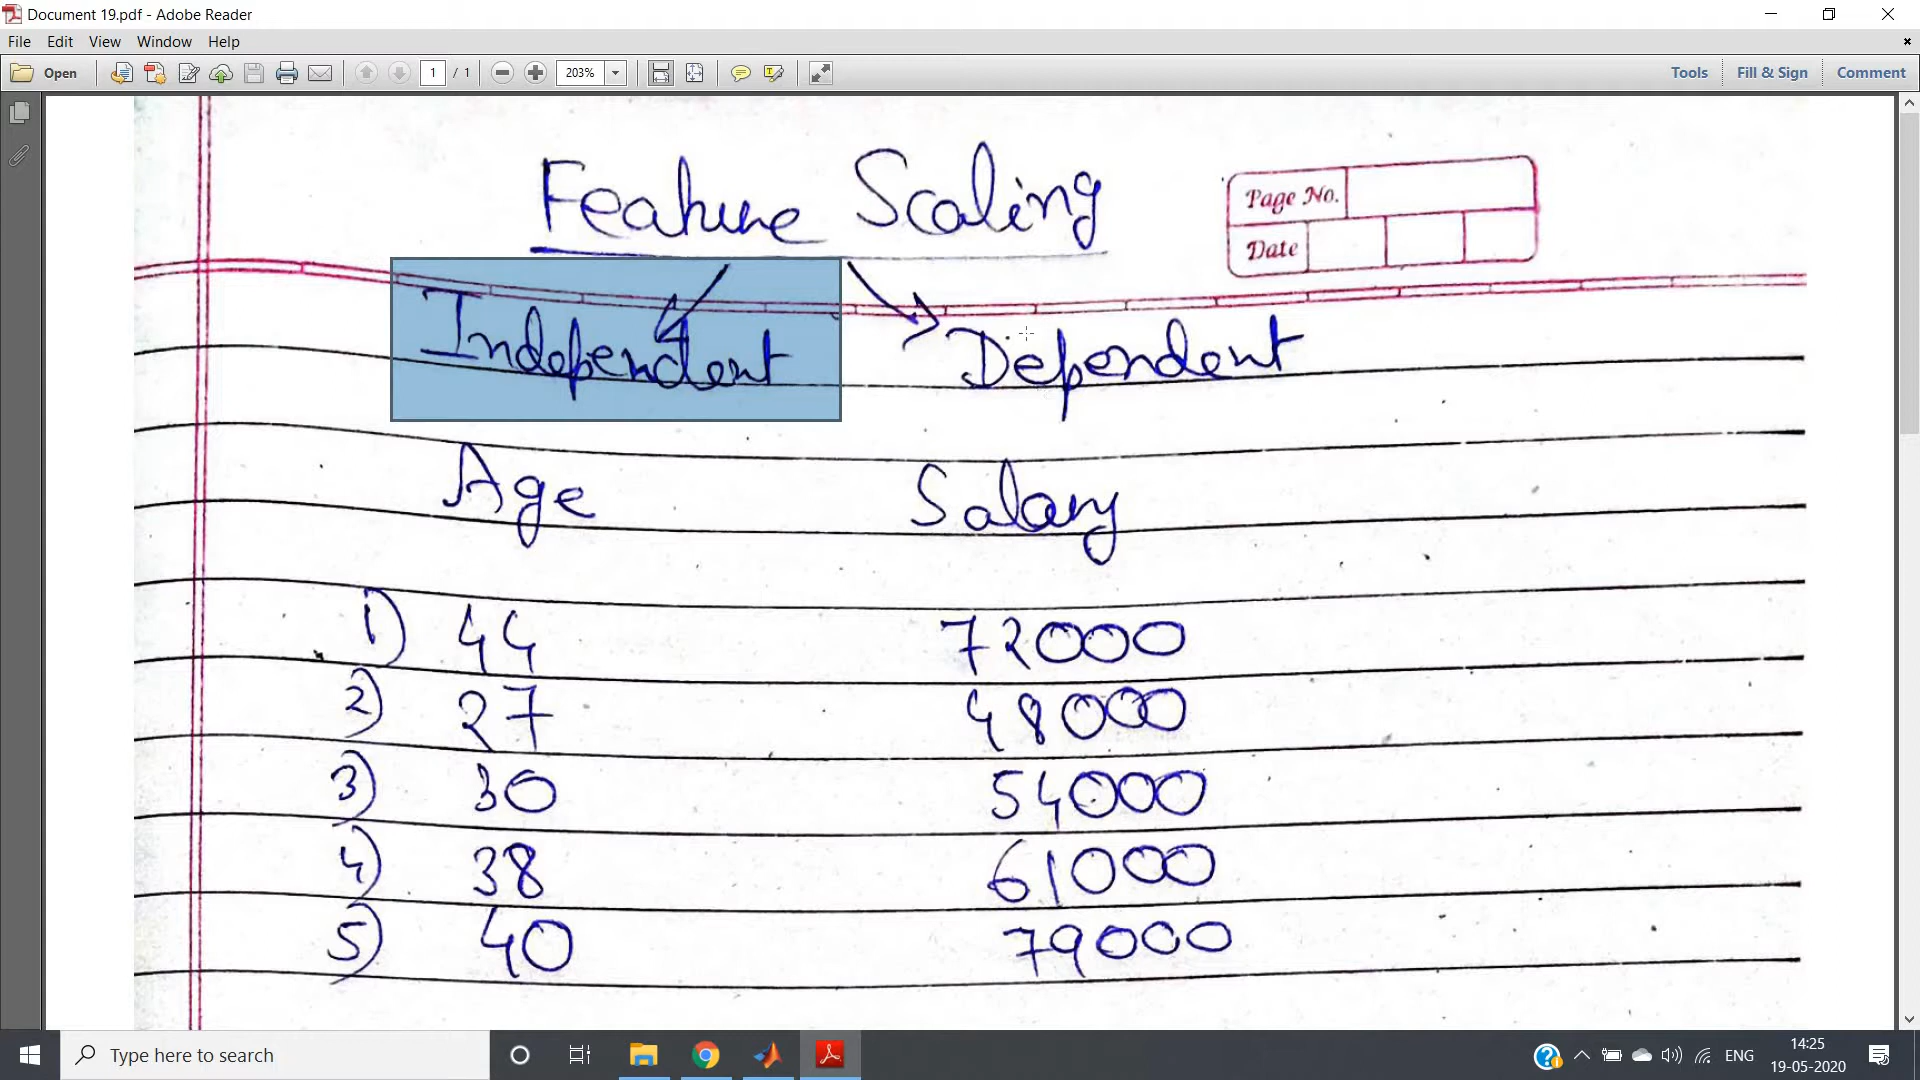 Document 19.pdf - Adobe Reader
File Edit View Window Help
Open 1 / 1 203% Tools Fill & Sign Comment
Feature Scaling
Page No.
Date
Independent Dependent
Age Salary
1) 44 72000
2) 27 48000
3) 30 54000
4) 38 61000
5) 40 79000
Type here to search
ENG
14:25
19-05-2020